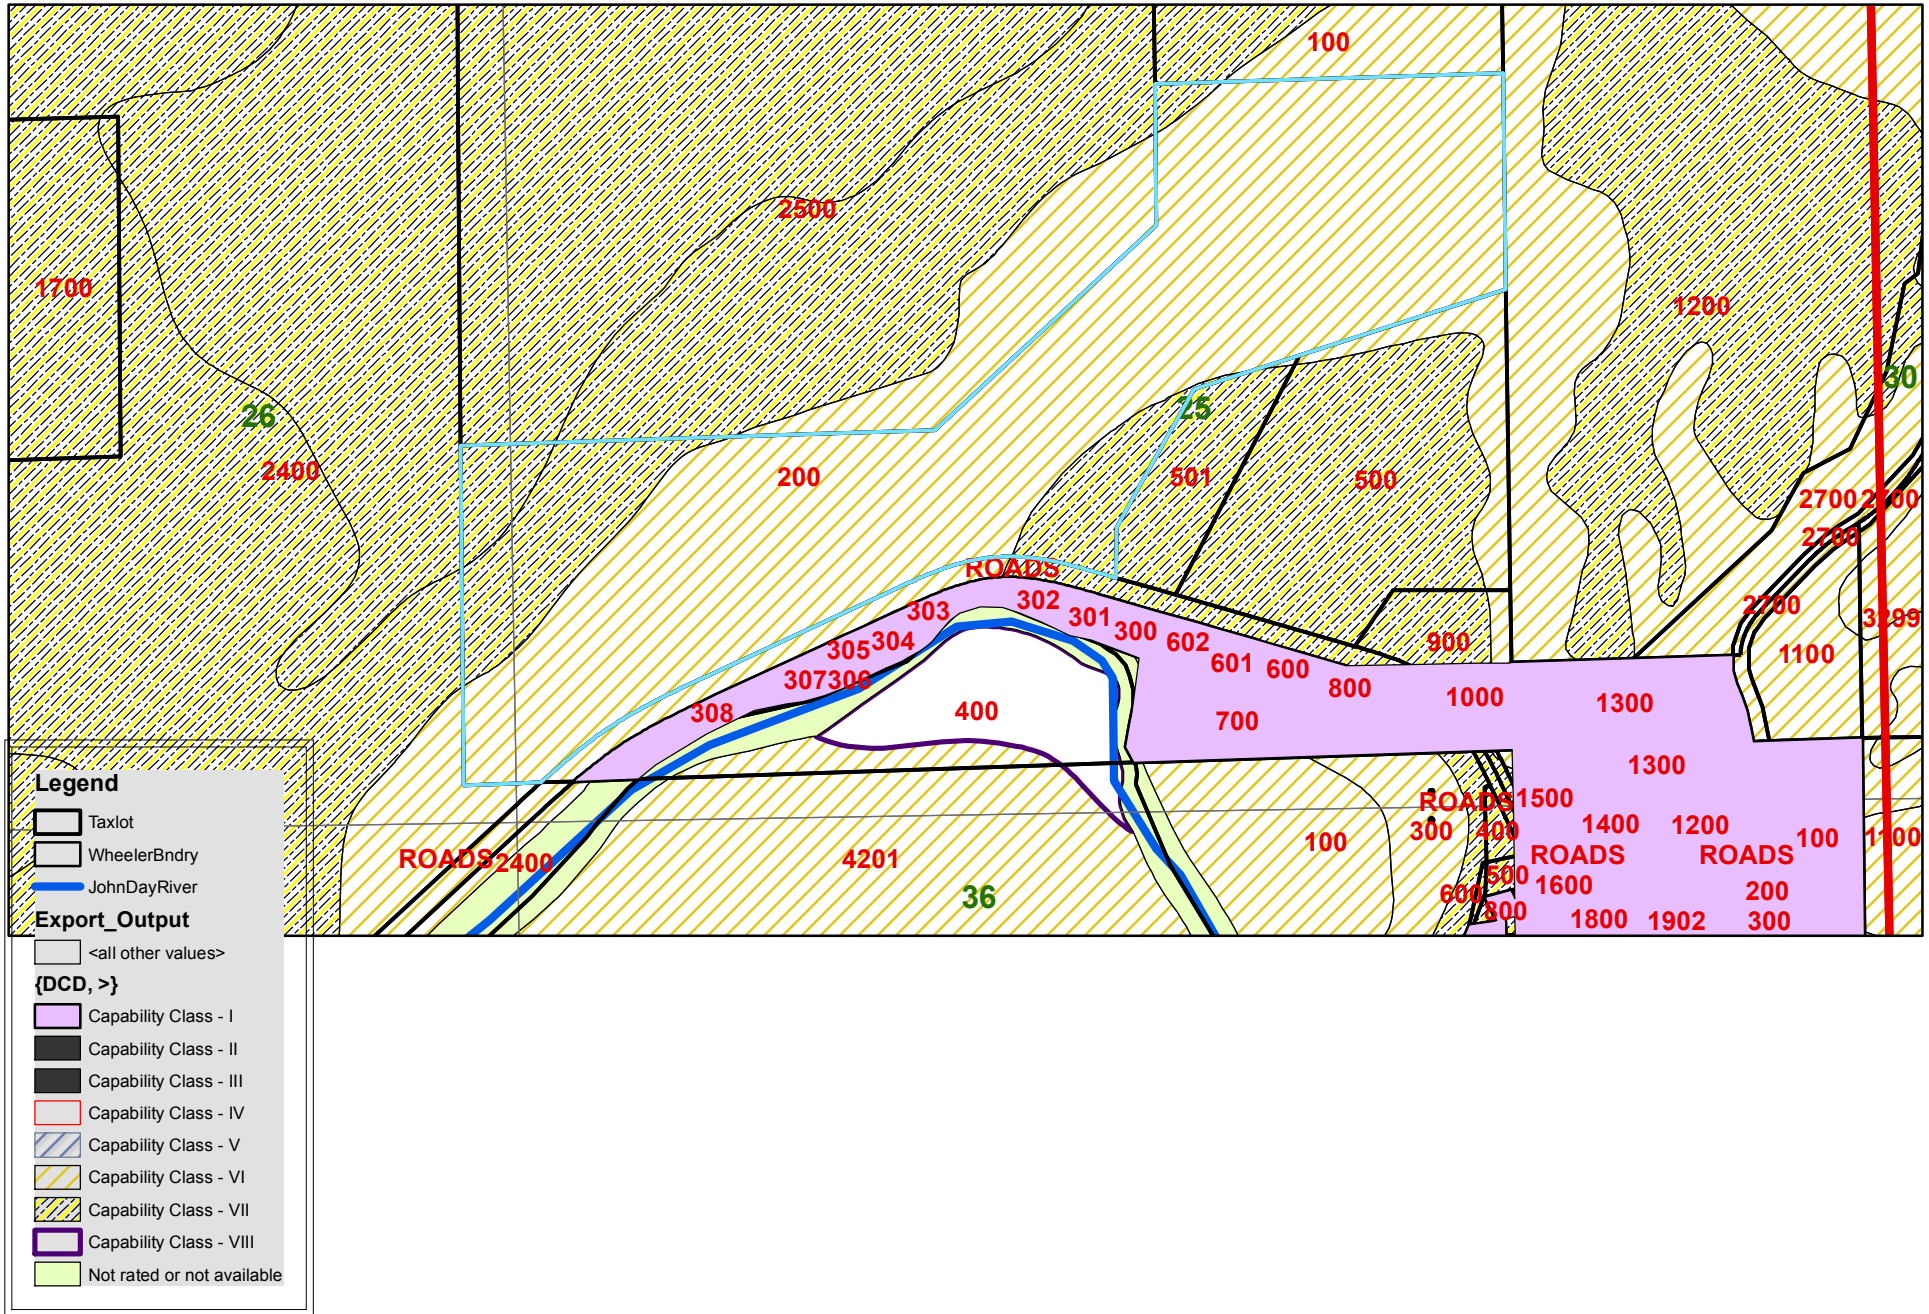 100
2500
1700
1200
30
26
25
2400
200
501
500
2700 2700
2700
ROADS
302
303
301
300
2700
3299
304
305
602
900
601
600
1100
307 306
800
308
400
700
1000
1300
1300
1500
ROADS
300
400
1400
1200
100
1100
100
ROADS
2400
4201
ROADS
ROADS
500
1600
200
36
600
800
1800
1902
300
Legend
Taxlot
WheelerBndry
JohnDayRiver
Export_Output
<all other values>
{DCD, >}
Capability Class - I
Capability Class - II
Capability Class - III
Capability Class - IV
Capability Class - V
Capability Class - VI
Capability Class - VII
Capability Class - VIII
Not rated or not available